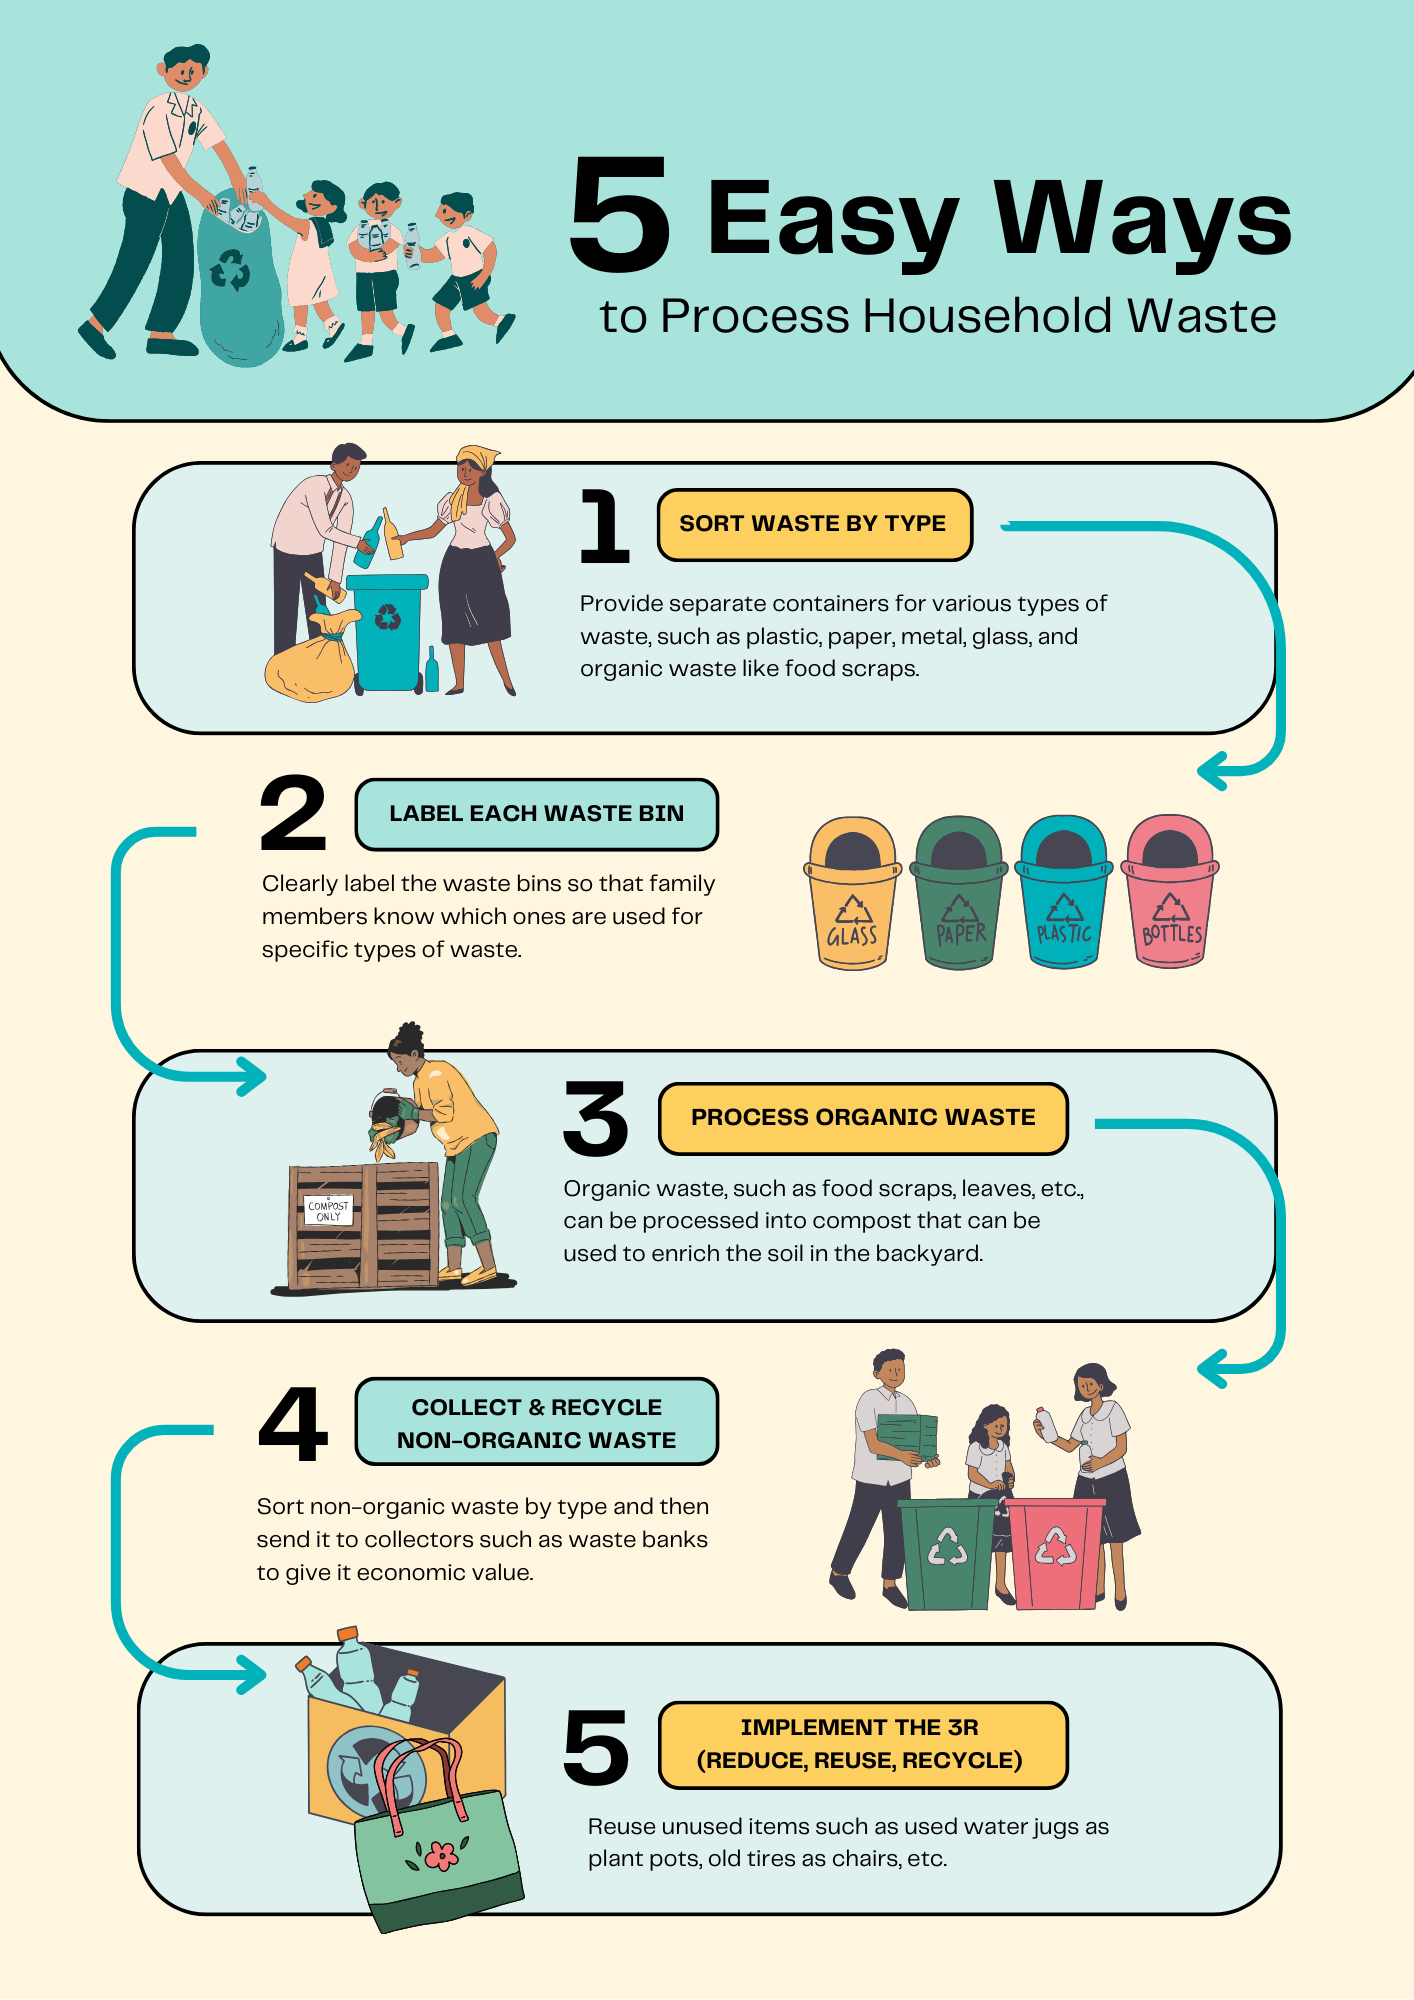 5 Easy Ways
to Process Household Waste
1
SORT WASTE BY TYPE
Provide separate containers for various types of
waste, such as plastic, paper, metal, glass, and
organic waste like food scraps.
2
LABEL EACH WASTE BIN
Clearly label the waste bins so that family
members know which ones are used for
specific types of waste.
GLASS
PAPER
PLASTIC
BOTTLES
3
PROCESS ORGANIC WASTE
Organic waste, such as food scraps, leaves, etc.,
can be processed into compost that can be
used to enrich the soil in the backyard.
COMPOST
ONLY
4
COLLECT & RECYCLE
NON-ORGANIC WASTE
Sort non-organic waste by type and then
send it to collectors such as waste banks
to give it economic value.
5
IMPLEMENT THE 3R
(REDUCE, REUSE, RECYCLE)
Reuse unused items such as used water jugs as
plant pots, old tires as chairs, etc.